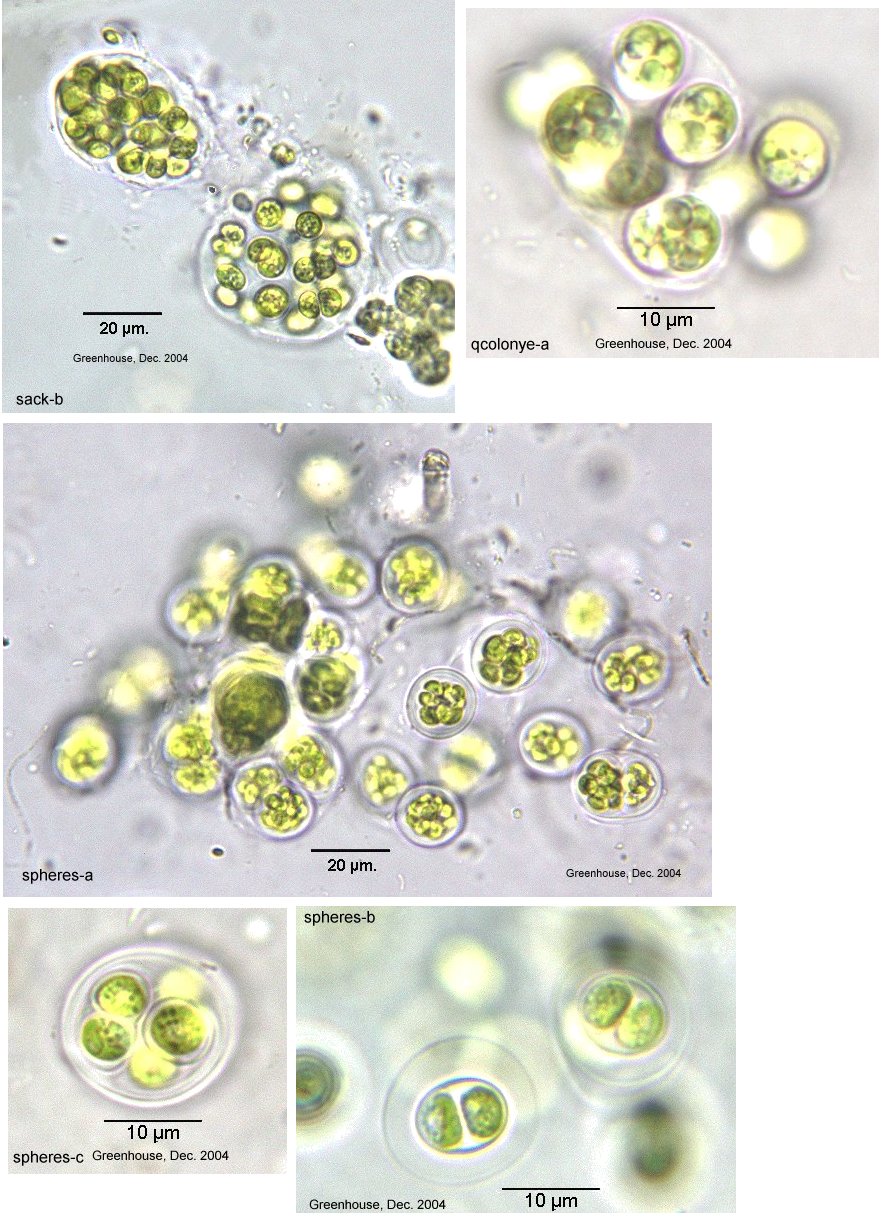 20 µm.
Greenhouse, Dec. 2004
sack-b
10 µm
qcolonye-a
Greenhouse, Dec. 2004
20 µm.
spheres-a
Greenhouse, Dec. 2004
10 µm
spheres-c
Greenhouse, Dec. 2004
spheres-b
10 µm
Greenhouse, Dec. 2004